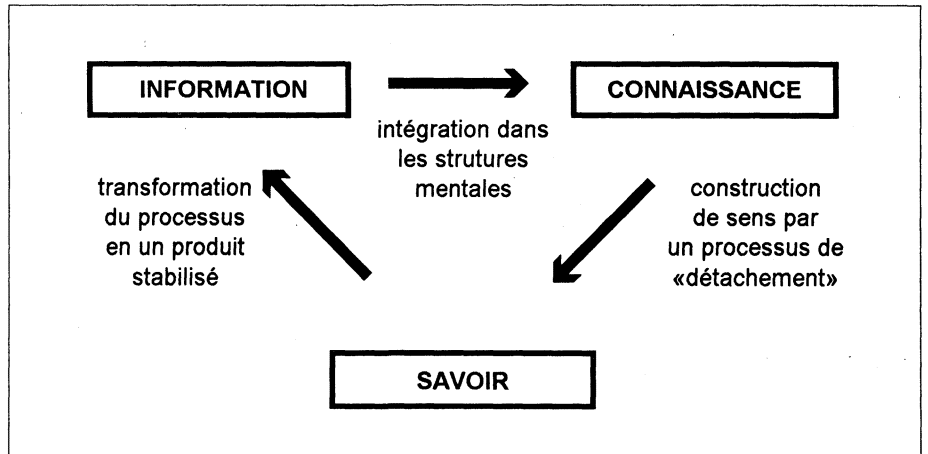 INFORMATION
CONNAISSANCE
intégration dans
les strutures
mentales
transformation
du processus
en un produit
stabilisé
construction
de sens par
un processus de
«détachement»
SAVOIR